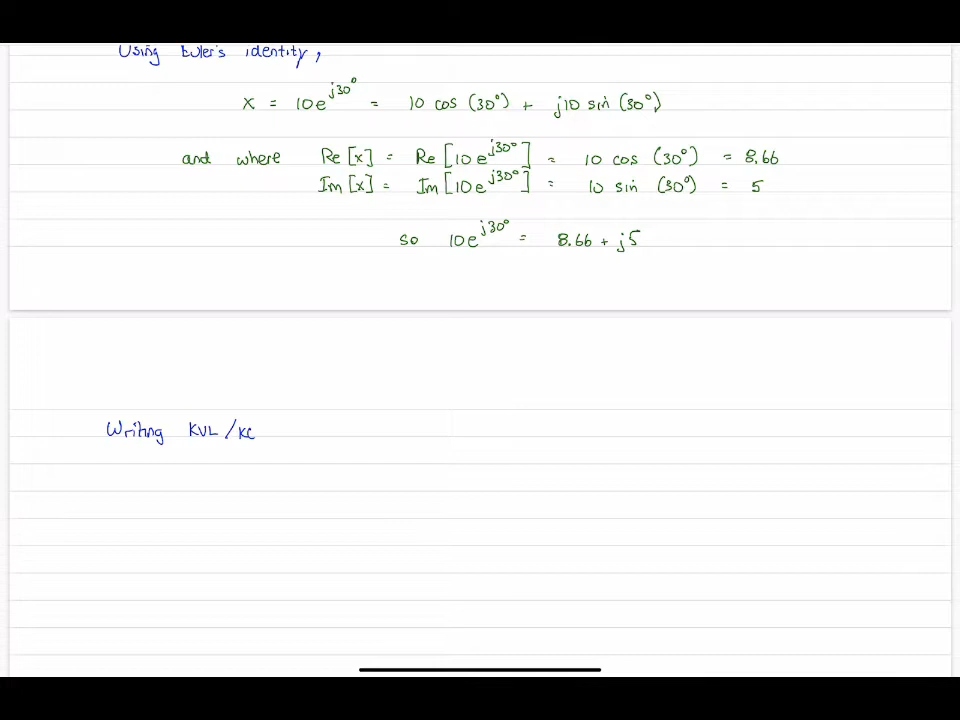 Using Euler's identity,
x = 10e^{j30°} = 10 cos (30°) + j10 sin (30°)
and where Re[x] = Re[10e^{j30°}] = 10 cos (30°) = 8.66
Im[x] = Im[10e^{j30°}] = 10 sin (30°) = 5
so 10e^{j30°} = 8.66 + j5
Writing KVL/KC